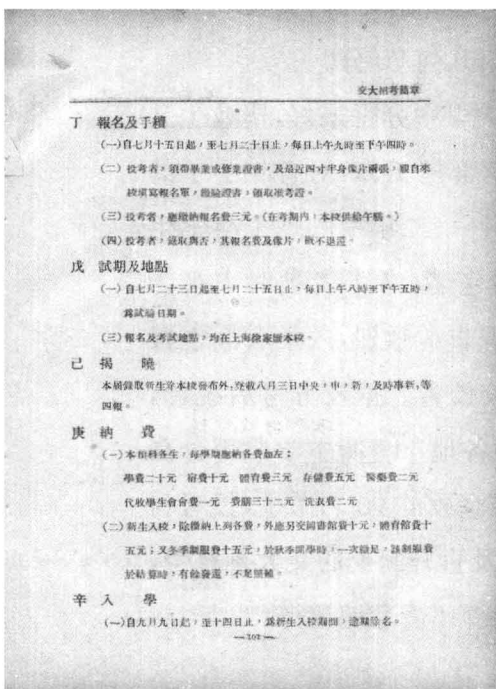 交大招考簡章
丁 報名及手續
(一)自七月十五日起,至七月二十日止,每日上午九時至下午四時。
(二)投考者,須帶畢業或修業證書,及最近四寸半身像片兩張,親自來
校填寫報名單,繳驗證書,領取准考證。
(三)投考者,應繳納報名費三元。(在考期內,本校供給午膳。)
(四)投考者,錄取與否,其報名費及像片,概不退還。
戊 試期及地點
(一)自七月二十三日起至七月二十五日止,每日上午八時至下午五時,
爲試驗日期。
(三)報名及考試地點,均在上海徐家匯本校。
己 揭曉
本屆錄取新生除本校發布外,登載八月三日中央,申,新,及時事新,等
四報。
庚 納費
(一)本預科各生,每學期應納各費如左:
學費二十元 宿費十元 體育費三元 存儲費五元 醫藥費二元
代收學生會會費一元 費膳三十二元 洗衣費二元
(二)新生入校,除繳納上列各費,外應另交圖書館費十元,體育館費十
五元;又冬季制服費十五元,於秋季開學時,一次繳足,該制服費
於結算時,有餘發還,不足照補。
辛 入學
(一)自九月九日起,至十四日止,爲新生入校期間,逾期除名。
—102—